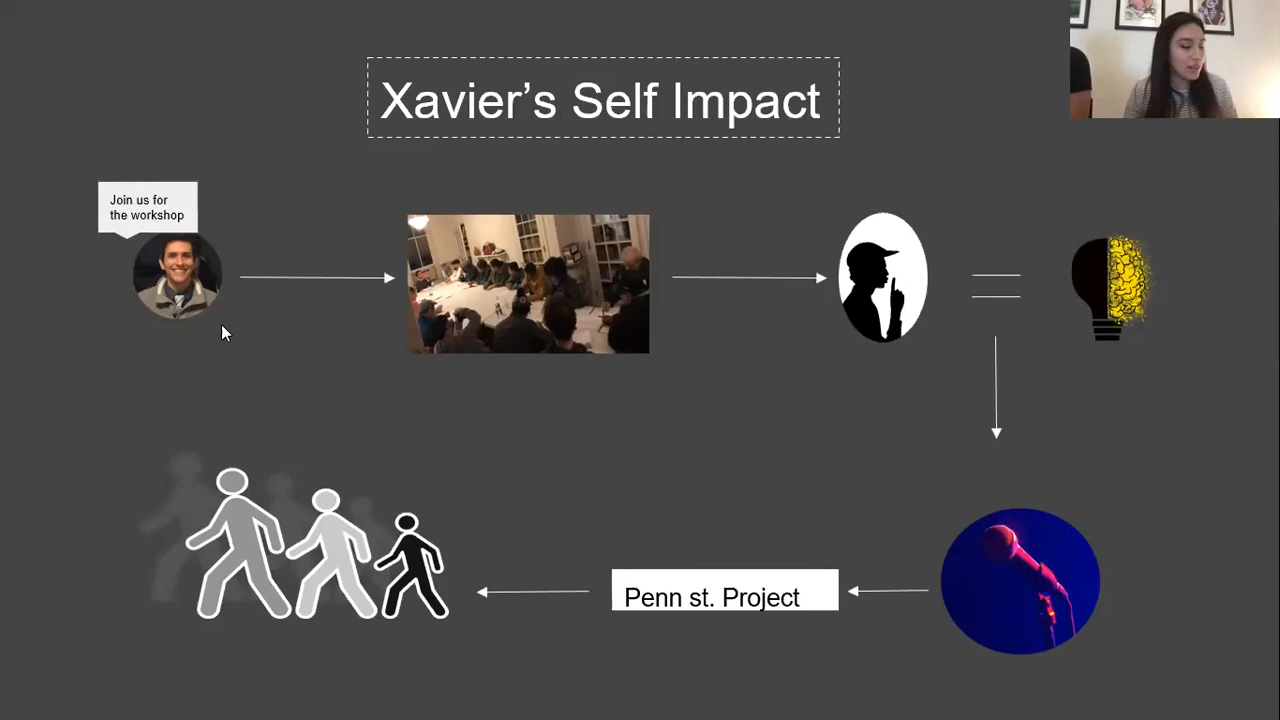 Xavier’s Self Impact
Join us for
the workshop
Penn st. Project